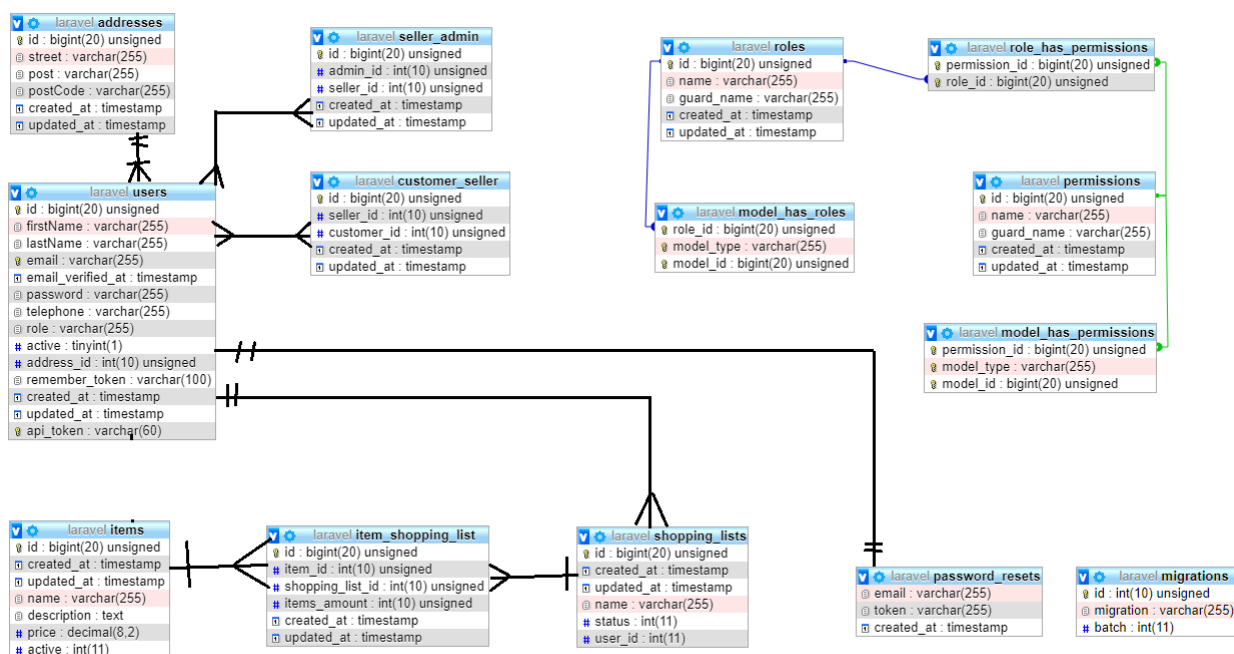 laravel addresses
id : bigint(20) unsigned
street : varchar(255)
post : varchar(255)
postCode : varchar(255)
created_at : timestamp
updated_at : timestamp
laravel seller_admin
id : bigint(20) unsigned
admin_id : int(10) unsigned
seller_id : int(10) unsigned
created_at : timestamp
updated_at : timestamp
laravel roles
id : bigint(20) unsigned
name : varchar(255)
guard_name : varchar(255)
created_at : timestamp
updated_at : timestamp
laravel role_has_permissions
permission_id : bigint(20) unsigned
role_id : bigint(20) unsigned
laravel users
id : bigint(20) unsigned
firstName : varchar(255)
lastName : varchar(255)
email : varchar(255)
email_verified_at : timestamp
password : varchar(255)
telephone : varchar(255)
role : varchar(255)
active : tinyint(1)
address_id : int(10) unsigned
remember_token : varchar(100)
created_at : timestamp
updated_at : timestamp
api_token : varchar(60)
laravel customer_seller
id : bigint(20) unsigned
seller_id : int(10) unsigned
customer_id : int(10) unsigned
created_at : timestamp
updated_at : timestamp
laravel model_has_roles
role_id : bigint(20) unsigned
model_type : varchar(255)
model_id : bigint(20) unsigned
laravel permissions
id : bigint(20) unsigned
name : varchar(255)
guard_name : varchar(255)
created_at : timestamp
updated_at : timestamp
laravel model_has_permissions
permission_id : bigint(20) unsigned
model_type : varchar(255)
model_id : bigint(20) unsigned
laravel items
id : bigint(20) unsigned
created_at : timestamp
updated_at : timestamp
name : varchar(255)
description : text
price : decimal(8,2)
active : int(11)
laravel item_shopping_list
id : bigint(20) unsigned
item_id : int(10) unsigned
shopping_list_id : int(10) unsigned
items_amount : int(10) unsigned
created_at : timestamp
updated_at : timestamp
laravel shopping_lists
id : bigint(20) unsigned
created_at : timestamp
updated_at : timestamp
name : varchar(255)
status : int(11)
user_id : int(11)
laravel password_resets
email : varchar(255)
token : varchar(255)
created_at : timestamp
laravel migrations
id : int(10) unsigned
migration : varchar(255)
batch : int(11)